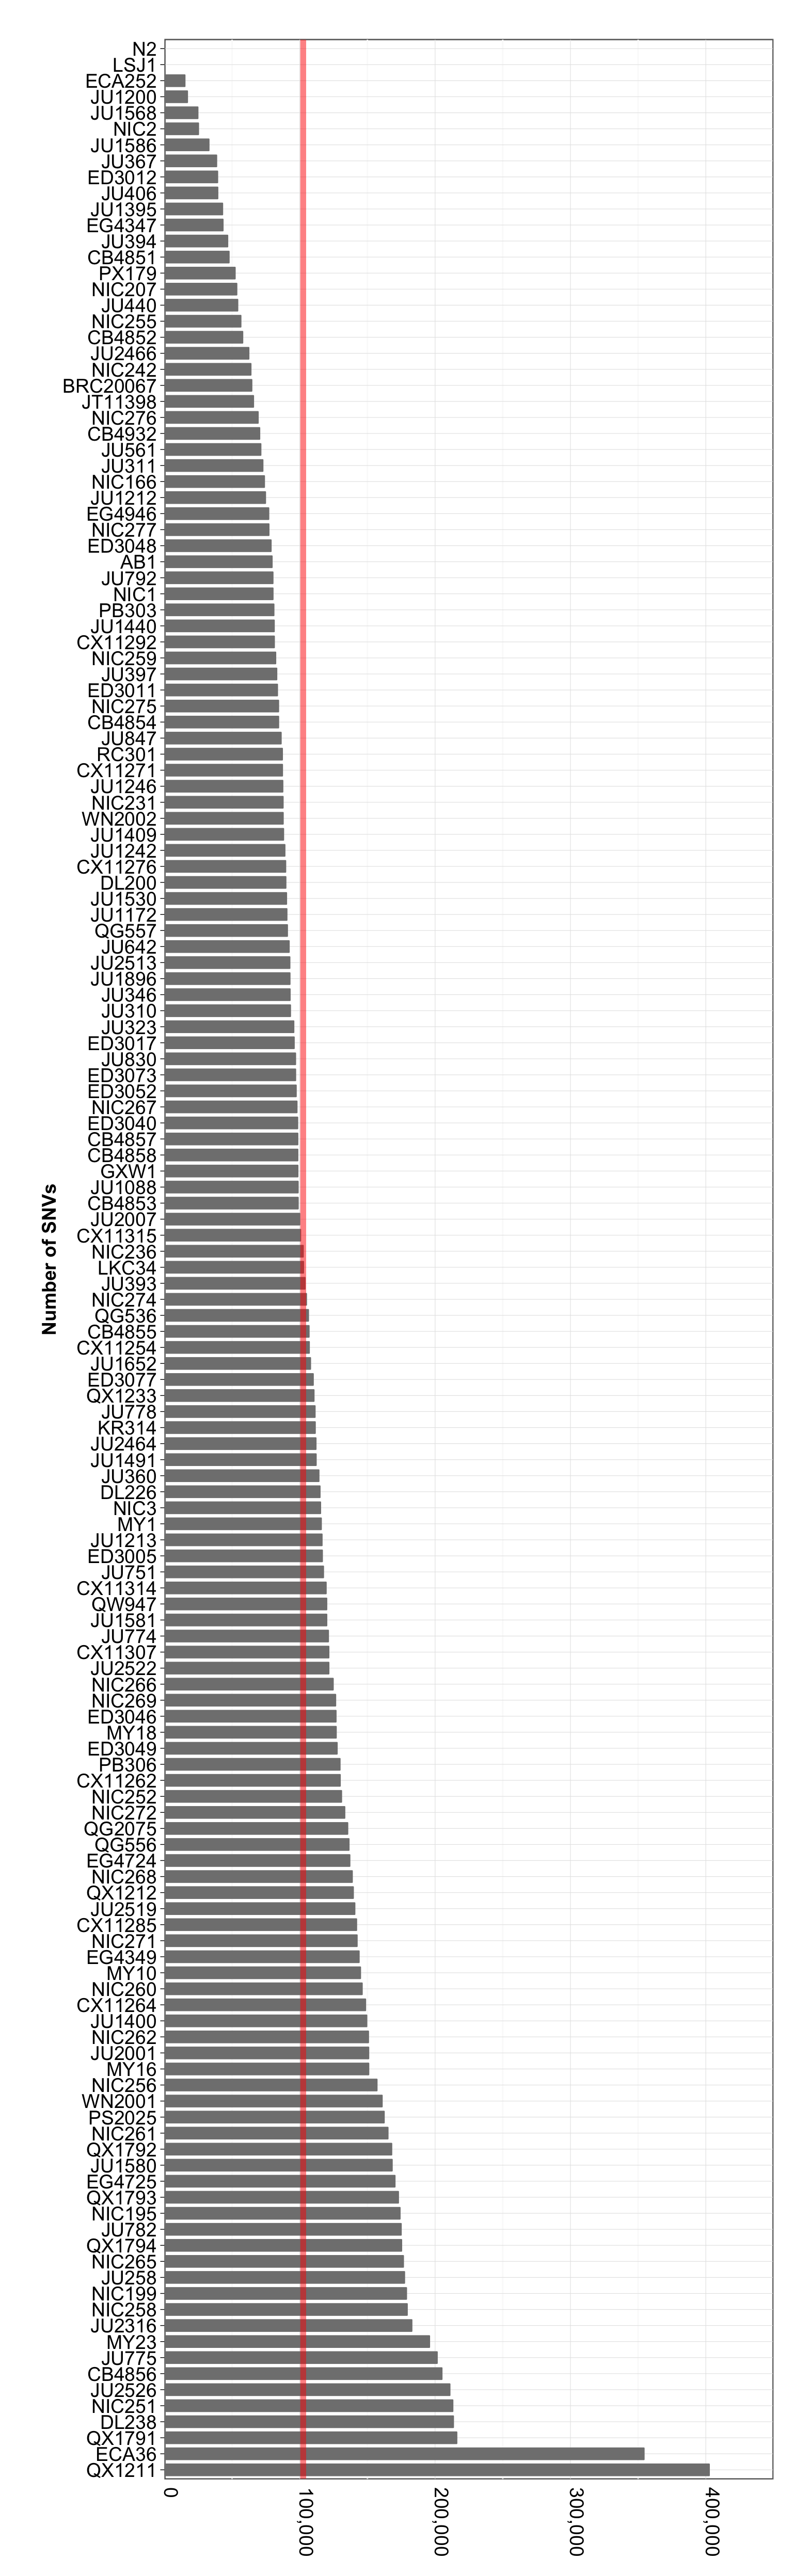 N2
LSJ1
ECA252
JU1200
JU1568
NIC2
JU1586
JU367
ED3012
JU406
JU1395
EG4347
JU394
CB4851
PX179
NIC207
JU440
NIC255
CB4852
JU2466
NIC242
BRC20067
JT11398
NIC276
CB4932
JU561
JU311
NIC166
JU1212
EG4946
NIC277
ED3048
AB1
JU792
NIC1
PB303
JU1440
CX11292
NIC259
JU397
ED3011
NIC275
CB4854
JU847
RC301
CX11271
JU1246
NIC231
WN2002
JU1409
JU1242
CX11276
DL200
JU1530
JU1172
QG557
JU642
JU2513
JU1896
JU346
JU310
JU323
ED3017
JU830
ED3073
ED3052
NIC267
ED3040
CB4857
CB4858
GXW1
JU1088
CB4853
JU2007
CX11315
NIC236
LKC34
JU393
NIC274
QG536
CB4855
CX11254
JU1652
ED3077
QX1233
JU778
KR314
JU2464
JU1491
JU360
DL226
NIC3
MY1
JU1213
ED3005
JU751
CX11314
QW947
JU1581
JU774
CX11307
JU2522
NIC266
NIC269
ED3046
MY18
ED3049
PB306
CX11262
NIC252
NIC272
QG2075
QG556
EG4724
NIC268
QX1212
JU2519
CX11285
NIC271
EG4349
MY10
NIC260
CX11264
JU1400
NIC262
JU2001
MY16
NIC256
WN2001
PS2025
NIC261
QX1792
JU1580
EG4725
QX1793
NIC195
JU782
QX1794
NIC265
JU258
NIC199
NIC258
JU2316
MY23
JU775
CB4856
JU2526
NIC251
DL238
QX1791
ECA36
QX1211
Number of SNVs
0
100,000
200,000
300,000
400,000